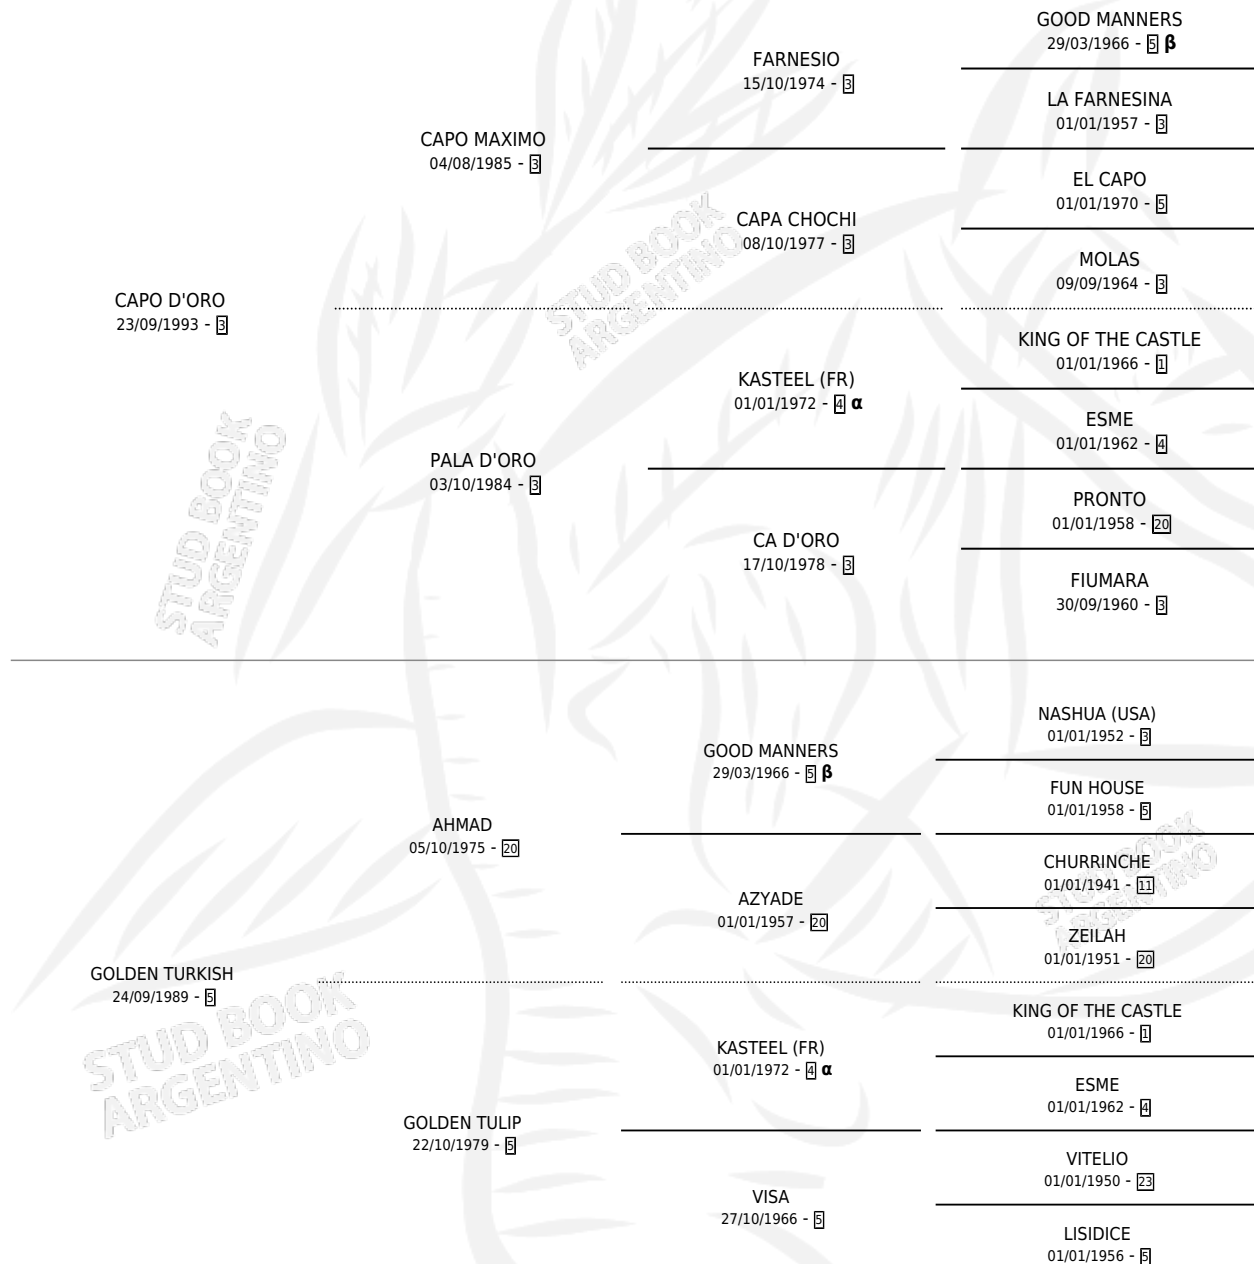 GOOD MANNERS
29/03/1966 - 5 β
FARNESIO
15/10/1974 - 3
LA FARNESINA
01/01/1957 - 3
CAPO MAXIMO
04/08/1985 - 3
EL CAPO
01/01/1970 - 5
CAPA CHOCHI
08/10/1977 - 3
MOLAS
09/09/1964 - 3
CAPO D'ORO
23/09/1993 - 3
KING OF THE CASTLE
01/01/1966 - 1
KASTEEL (FR)
01/01/1972 - 4 α
ESME
01/01/1962 - 4
PALA D'ORO
03/10/1984 - 3
PRONTO
01/01/1958 - 20
CA D'ORO
17/10/1978 - 3
FIUMARA
30/09/1960 - 3
STUD BOOK
ARGENTINO
STUD BOOK
ARGENTINO
NASHUA (USA)
01/01/1952 - 3
GOOD MANNERS
29/03/1966 - 5 β
FUN HOUSE
01/01/1958 - 5
AHMAD
05/10/1975 - 20
CHURRINCHE
01/01/1941 - 11
AZYADE
01/01/1957 - 20
ZEILAH
01/01/1951 - 20
GOLDEN TURKISH
24/09/1989 - 5
KING OF THE CASTLE
01/01/1966 - 1
KASTEEL (FR)
01/01/1972 - 4 α
ESME
01/01/1962 - 4
GOLDEN TULIP
22/10/1979 - 5
VITELIO
01/01/1950 - 23
VISA
27/10/1966 - 5
LISIDICE
01/01/1956 - 5
STUD BOOK
ARGENTINO
STUD BOOK
ARGENTINO